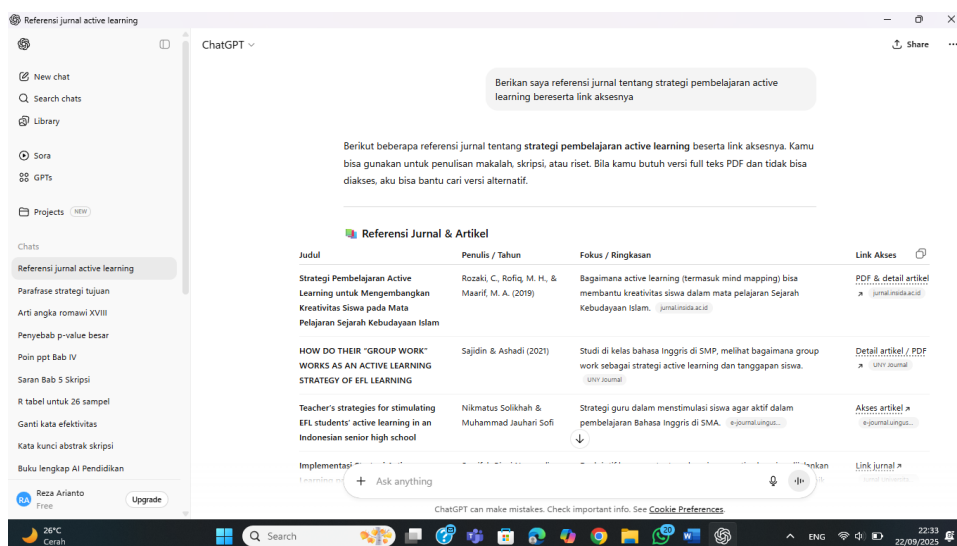 Referensi jurnal active learning
ChatGPT
Share
New chat
Search chats
Library
Sora
GPTs
Projects NEW
Chats
Referensi jurnal active learning
Parafrase strategi tujuan
Arti angka romawi XVIII
Penyebab p-value besar
Poin ppt Bab IV
Saran Bab 5 Skripsi
R tabel untuk 26 sampel
Ganti kata efektivitas
Kata kunci abstrak skripsi
Buku lengkap AI Pendidikan
RA
Reza Arianto
Free
Upgrade
Berikan saya referensi jurnal tentang strategi pembelajaran active
learning bereserta link aksesnya
Berikut beberapa referensi jurnal tentang strategi pembelajaran active learning beserta link aksesnya. Kamu
bisa gunakan untuk penulisan makalah, skripsi, atau riset. Bila kamu butuh versi full teks PDF dan tidak bisa
diakses, aku bisa bantu cari versi alternatif.
Referensi Jurnal & Artikel
Judul Penulis / Tahun Fokus / Ringkasan Link Akses
Strategi Pembelajaran Active
Learning untuk Mengembangkan
Kreativitas Siswa pada Mata
Pelajaran Sejarah Kebudayaan Islam
Rozaki, C., Rofiq, M. H., &
Maarif, M. A. (2019)
Bagaimana active learning (termasuk mind mapping) bisa
membantu kreativitas siswa dalam mata pelajaran Sejarah
Kebudayaan Islam. jurnal.insida.ac.id
PDF & detail artikel
jurnal.insida.ac.id
HOW DO THEIR "GROUP WORK"
WORKS AS AN ACTIVE LEARNING
STRATEGY OF EFL LEARNING
Sajidin & Ashadi (2021)
Studi di kelas bahasa Inggris di SMP, melihat bagaimana group
work sebagai strategi active learning dan tanggapan siswa.
UNY Journal
Detail artikel / PDF
UNY Journal
Teacher's strategies for stimulating
EFL students' active learning in an
Indonesian senior high school
Nikmatus Solikhah &
Muhammad Jauhari Sofi
Strategi guru dalam menstimulasi siswa agar aktif dalam
pembelajaran Bahasa Inggris di SMA. e-journal.uingus...
Akses artikel
e-journal.uingus...
Link jurnal
Ask anything
ChatGPT can make mistakes. Check important info. See Cookie Preferences.
26°C
Cerah
Search
20
ENG
22:33
22/09/2025